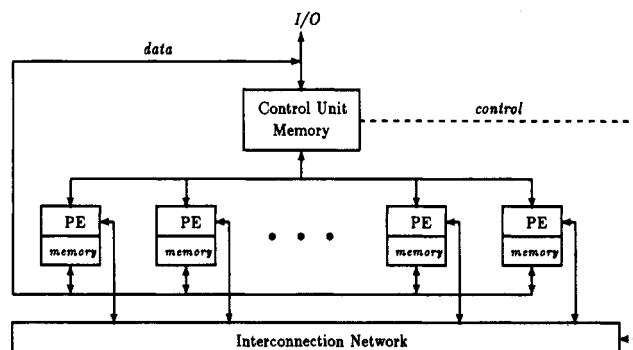 I/O
data
Control Unit
Memory
control
PE
memory
PE
memory
PE
memory
PE
memory
Interconnection Network